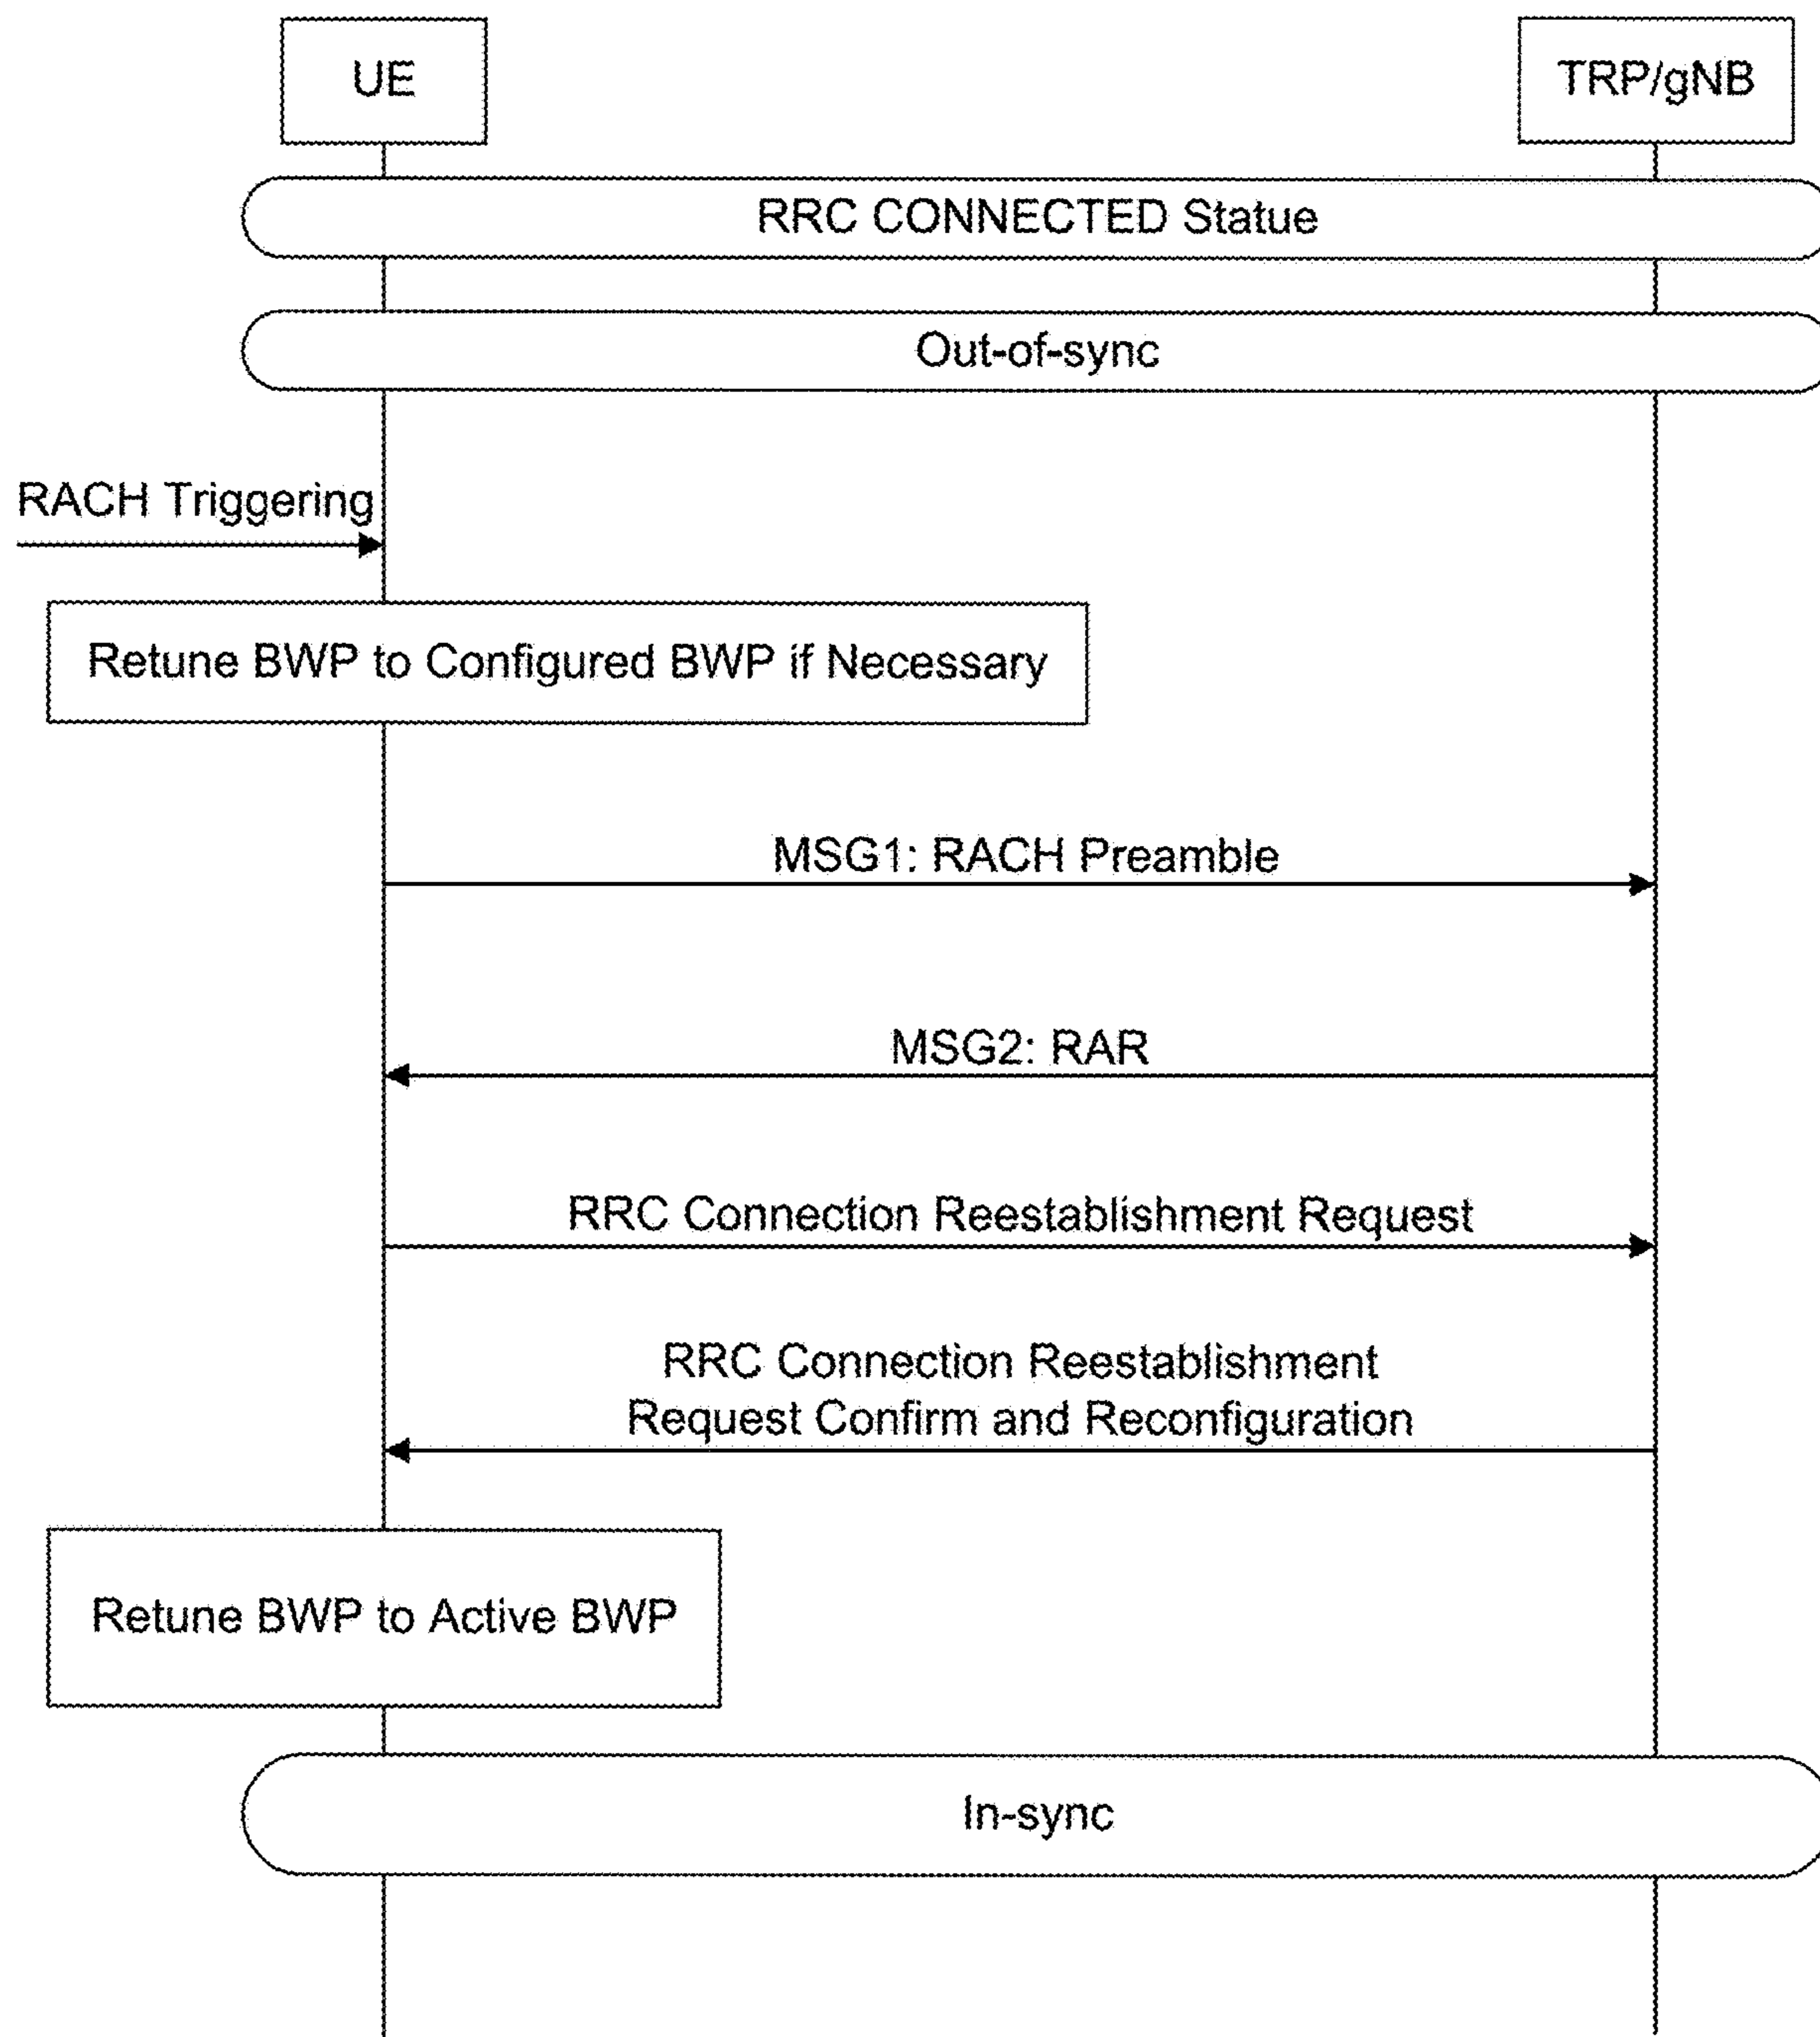 UE
TRP/gNB
RRC CONNECTED Statue
Out-of-sync
RACH Triggering
Retune BWP to Configured BWP if Necessary
MSG1: RACH Preamble
MSG2: RAR
RRC Connection Reestablishment Request
RRC Connection Reestablishment
Request Confirm and Reconfiguration
Retune BWP to Active BWP
In-sync